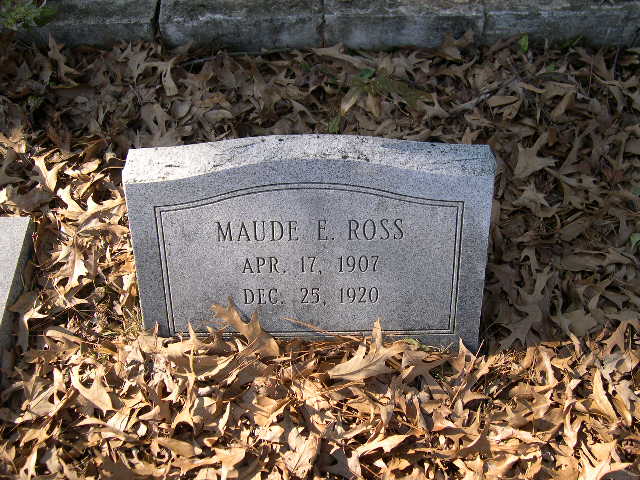 MAUDE E. ROSS
APR. 17, 1907
DEC. 25, 1920